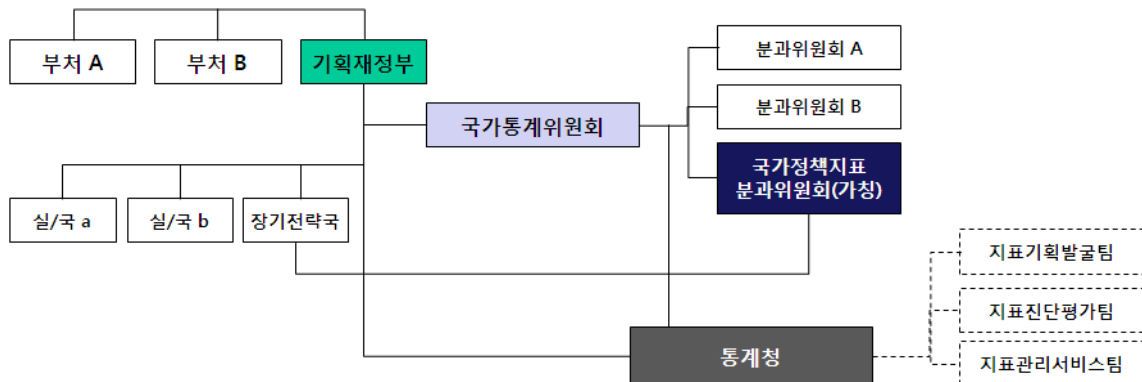 부처 A
부처 B
기획재정부
분과위원회 A
국가통계위원회
분과위원회 B
국가정책지표
분과위원회(가칭)
실/국 a
실/국 b
장기전략국
지표기획발굴팀
지표진단평가팀
통계청
지표관리서비스팀